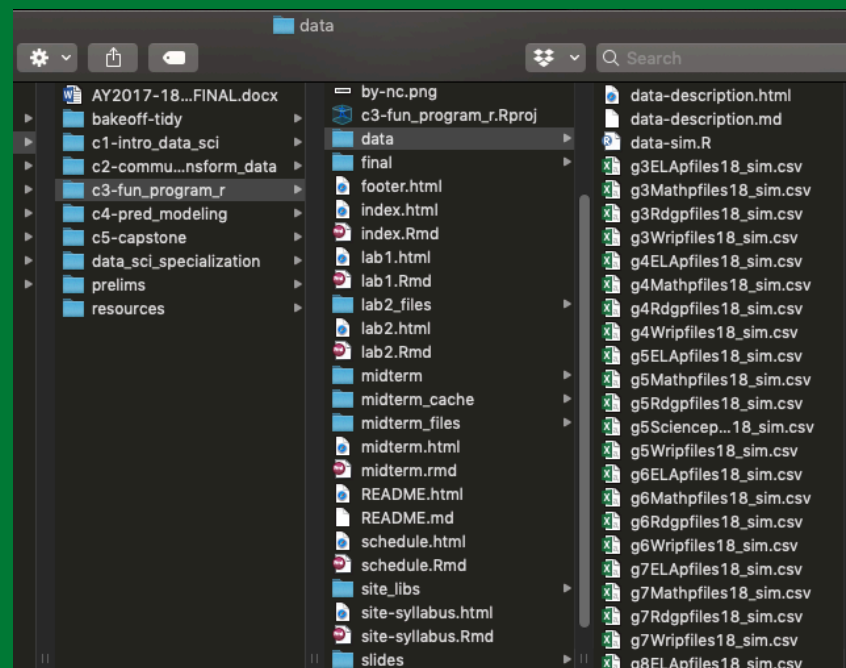 data
Search
AY2017-18...FINAL.docx
bakeoff-tidy
c1-intro_data_sci
c2-commu...nsform_data
c3-fun_program_r
c4-pred_modeling
c5-capstone
data_sci_specialization
prelims
resources
by-nc.png
c3-fun_program_r.Rproj
data
final
footer.html
index.html
index.Rmd
lab1.html
lab1.Rmd
lab2_files
lab2.html
lab2.Rmd
midterm
midterm_cache
midterm_files
midterm.html
midterm.rmd
README.html
README.md
schedule.html
schedule.Rmd
site_libs
site-syllabus.html
site-syllabus.Rmd
slides
data-description.html
data-description.md
data-sim.R
g3ELApfiles18_sim.csv
g3Mathpfiles18_sim.csv
g3Rdgpfiles18_sim.csv
g3Wripfiles18_sim.csv
g4ELApfiles18_sim.csv
g4Mathpfiles18_sim.csv
g4Rdgpfiles18_sim.csv
g4Wripfiles18_sim.csv
g5ELApfiles18_sim.csv
g5Mathpfiles18_sim.csv
g5Rdgpfiles18_sim.csv
g5Sciencep...18_sim.csv
g5Wripfiles18_sim.csv
g6ELApfiles18_sim.csv
g6Mathpfiles18_sim.csv
g6Rdgpfiles18_sim.csv
g6Wripfiles18_sim.csv
g7ELApfiles18_sim.csv
g7Mathpfiles18_sim.csv
g7Rdgpfiles18_sim.csv
g7Wripfiles18_sim.csv
g8ELApfiles18_sim.csv